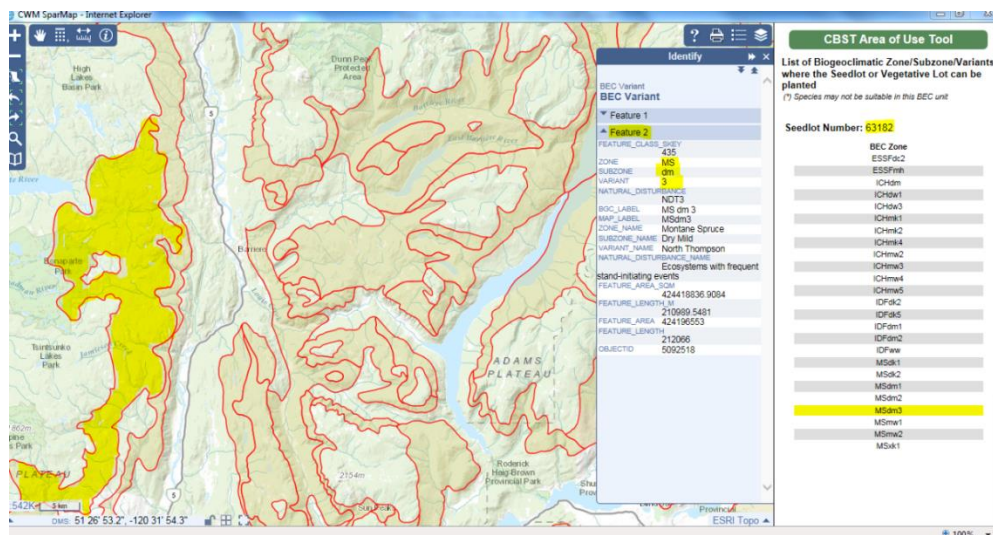 CWM SparMap - Internet Explorer
High
Lakes
Basin Park
Dunn Peak
Protected
Area
Barriere
Bonaparte
Park
Tsintsunko
Lakes
Park
ADAMS
PLATEAU
2154m
Roderick
Haig-Brown
Provincial Park
Sun Peaks
PLATEAU
5
5
542K
5 km
DMS: 51 26' 53.2", -120 31' 54.3"
ESRI Topo
Identify
BEC Variant
BEC Variant
Feature 1
Feature 2
FEATURE_CLASS_SKEY
435
ZONE MS
SUBZONE dm
VARIANT 3
NATURAL_DISTURBANCE
NDT3
BGC_LABEL MS dm 3
MAP_LABEL MSdm3
ZONE_NAME Montane Spruce
SUBZONE_NAME Dry Mild
VARIANT_NAME North Thompson
NATURAL_DISTURBANCE_NAME
Ecosystems with frequent
stand-initiating events
FEATURE_AREA_SQM
424418836.9084
FEATURE_LENGTH_M
210989.5481
FEATURE_AREA 424196553
FEATURE_LENGTH
212066
OBJECTID 5092518
CBST Area of Use Tool
List of Biogeoclimatic Zone/Subzone/Variants
where the Seedlot or Vegetative Lot can be
planted
(*) Species may not be suitable in this BEC unit
Seedlot Number: 63182
BEC Zone
ESSFdc2
ESSFmh
ICHdm
ICHdw1
ICHdw3
ICHmk1
ICHmk2
ICHmk4
ICHmw2
ICHmw3
ICHmw4
ICHmw5
IDFdk2
IDFdk5
IDFdm1
IDFdm2
IDFww
MSdk1
MSdk2
MSdm1
MSdm2
MSdm3
MSmw1
MSmw2
MSxk1
100%